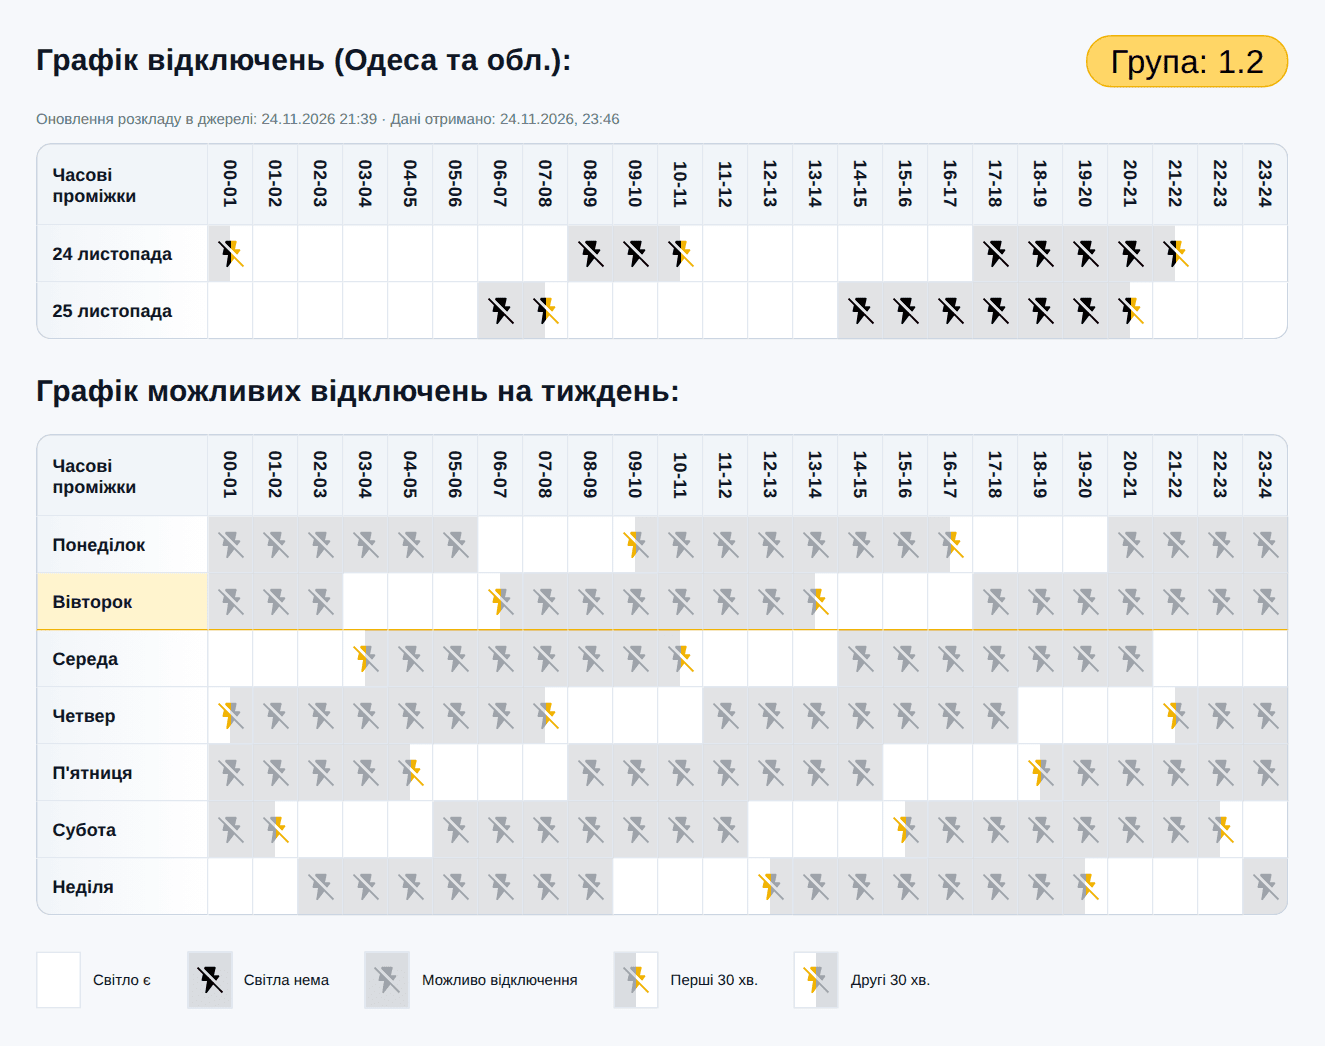 Графік відключень (Одеса та обл.):
Група: 1.2
Оновлення розкладу в джерелі: 24.11.2026 21:39 · Дані отримано: 24.11.2026, 23:46
Часові проміжки 00-01 01-02 02-03 03-04 04-05 05-06 06-07 07-08 08-09 09-10 10-11 11-12 12-13 13-14 14-15 15-16 16-17 17-18 18-19 19-20 20-21 21-22 22-23 23-24
24 листопада
25 листопада
Графік можливих відключень на тиждень:
Часові проміжки 00-01 01-02 02-03 03-04 04-05 05-06 06-07 07-08 08-09 09-10 10-11 11-12 12-13 13-14 14-15 15-16 16-17 17-18 18-19 19-20 20-21 21-22 22-23 23-24
Понеділок
Вівторок
Середа
Четвер
П'ятниця
Субота
Неділя
Світло є Світла нема Можливо відключення Перші 30 хв. Другі 30 хв.